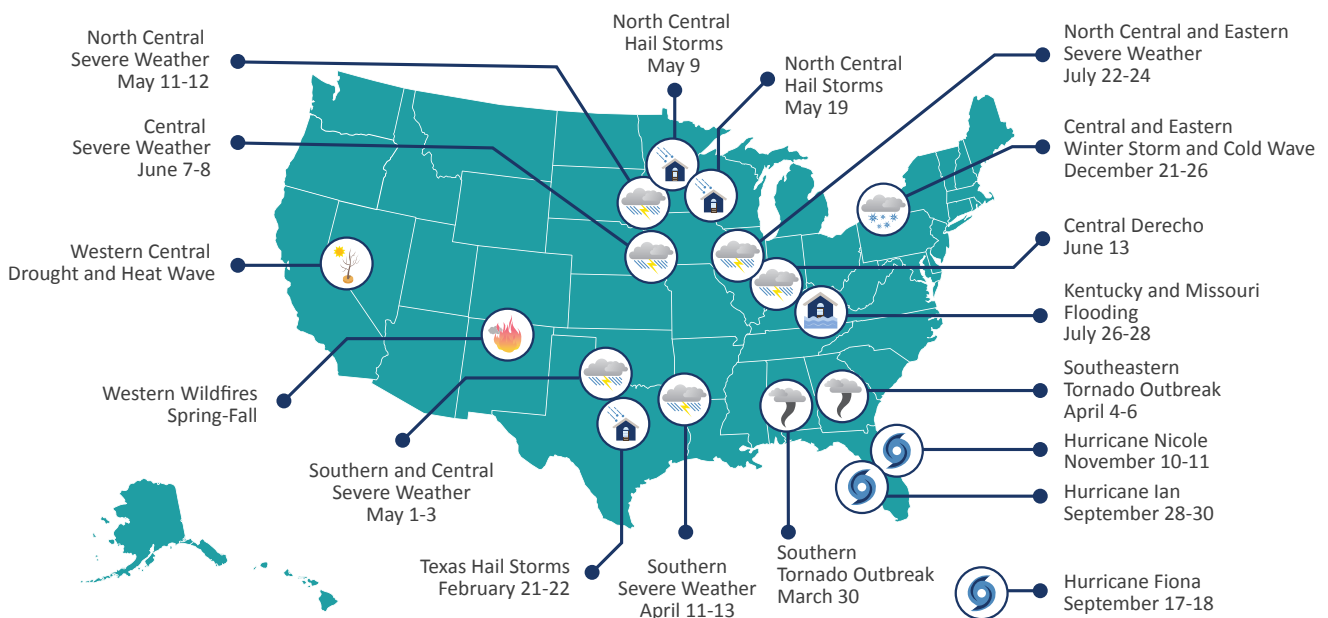 North Central
Severe Weather
May 11-12
North Central
Hail Storms
May 9
North Central
Hail Storms
May 19
North Central and Eastern
Severe Weather
July 22-24
Central
Severe Weather
June 7-8
Central and Eastern
Winter Storm and Cold Wave
December 21-26
Western Central
Drought and Heat Wave
Central Derecho
June 13
Kentucky and Missouri
Flooding
July 26-28
Western Wildfires
Spring-Fall
Southeastern
Tornado Outbreak
April 4-6
Southern and Central
Severe Weather
May 1-3
Hurricane Nicole
November 10-11
Hurricane Ian
September 28-30
Texas Hail Storms
February 21-22
Southern
Severe Weather
April 11-13
Southern
Tornado Outbreak
March 30
Hurricane Fiona
September 17-18